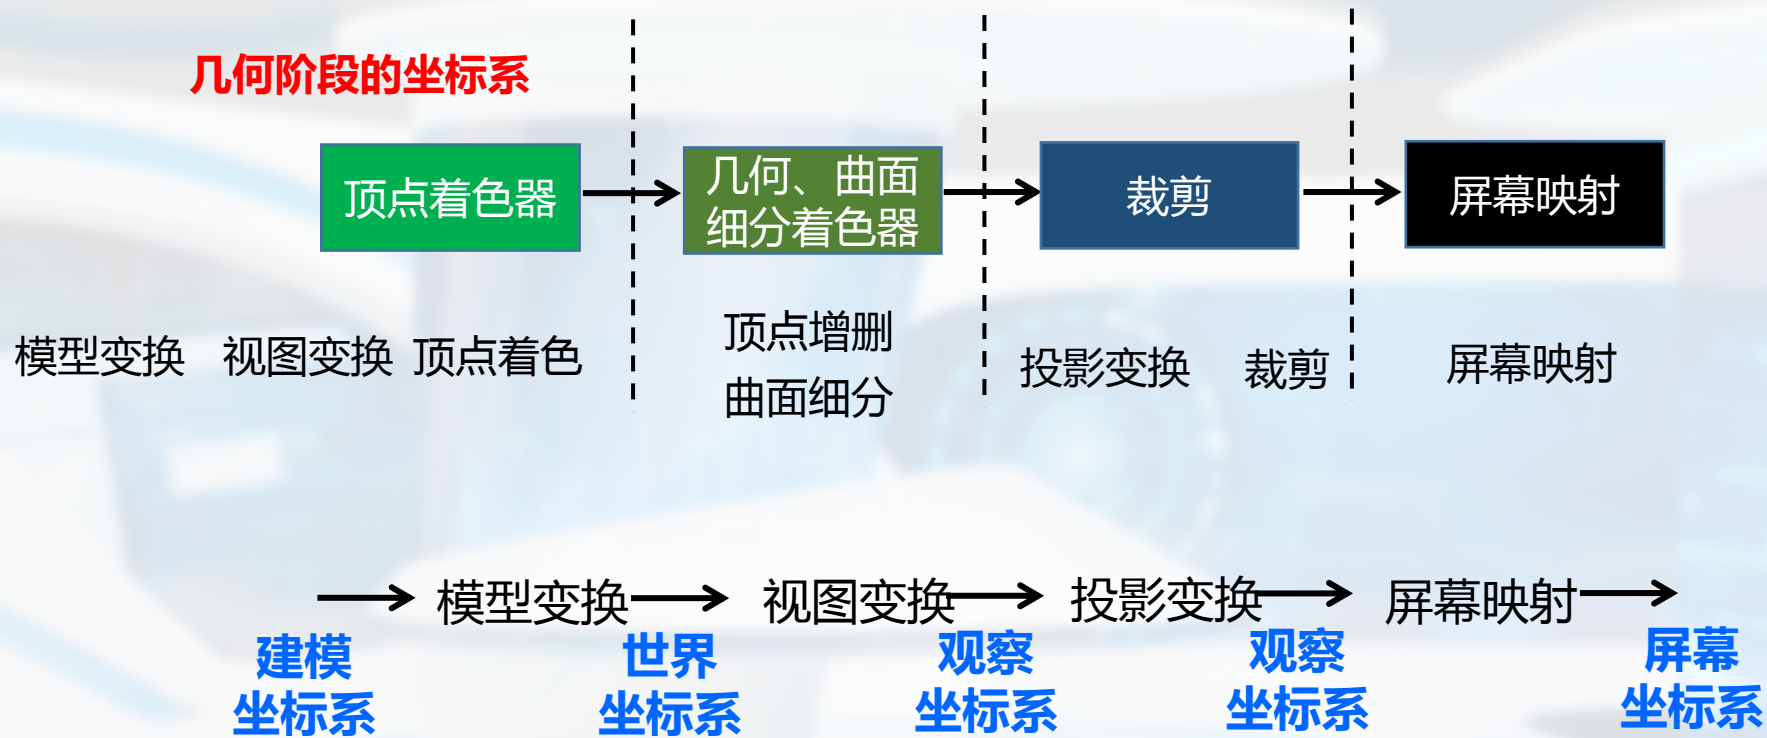 几何阶段的坐标系
顶点着色器
几何、曲面
细分着色器
裁剪
屏幕映射
模型变换 视图变换 顶点着色
顶点增删
曲面细分
投影变换 裁剪
屏幕映射
模型变换 视图变换 投影变换 屏幕映射
建模
坐标系
世界
坐标系
观察
坐标系
观察
坐标系
屏幕
坐标系